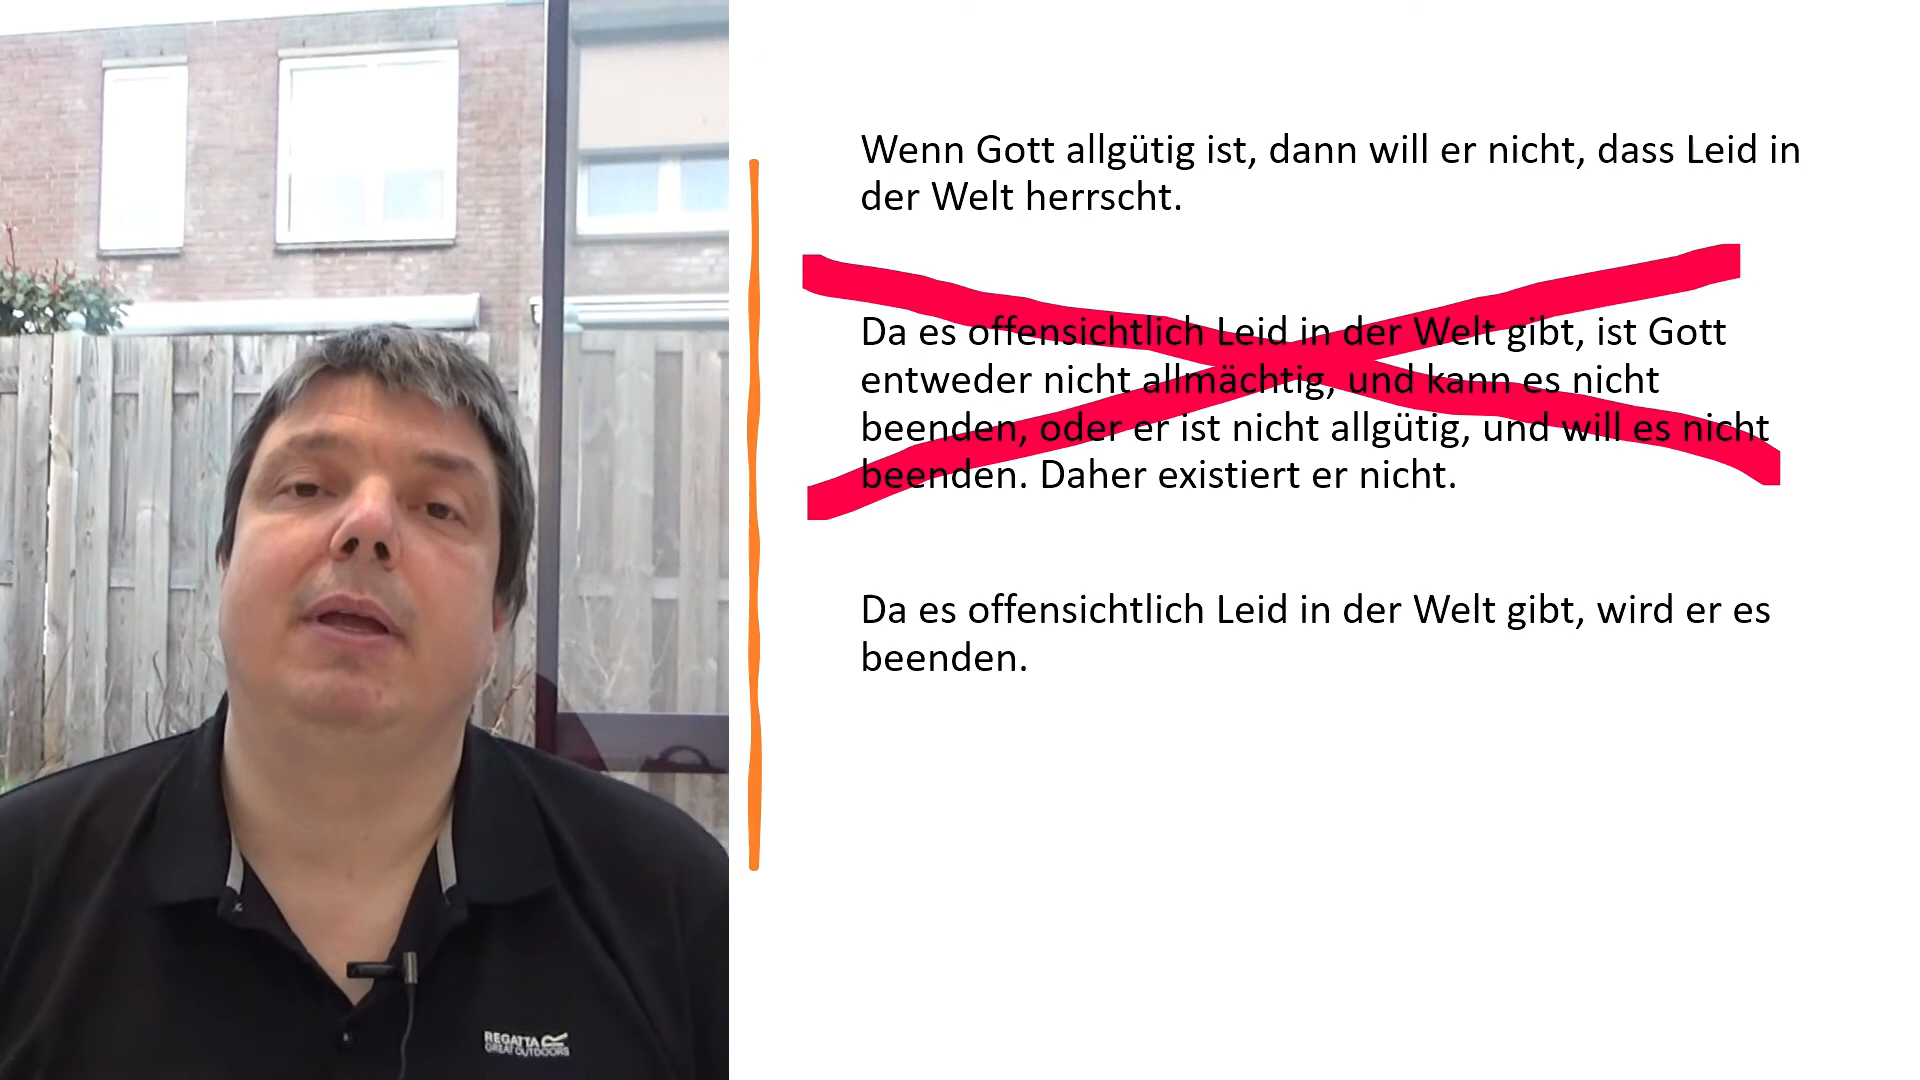 Wenn Gott allgütig ist, dann will er nicht, dass Leid in
der Welt herrscht.
Da es offensichtlich Leid in der Welt gibt, ist Gott
entweder nicht allmächtig, und kann es nicht
beenden, oder er ist nicht allgütig, und will es nicht
beenden. Daher existiert er nicht.
Da es offensichtlich Leid in der Welt gibt, wird er es
beenden.
REGATTA
GREAT OUTDOORS